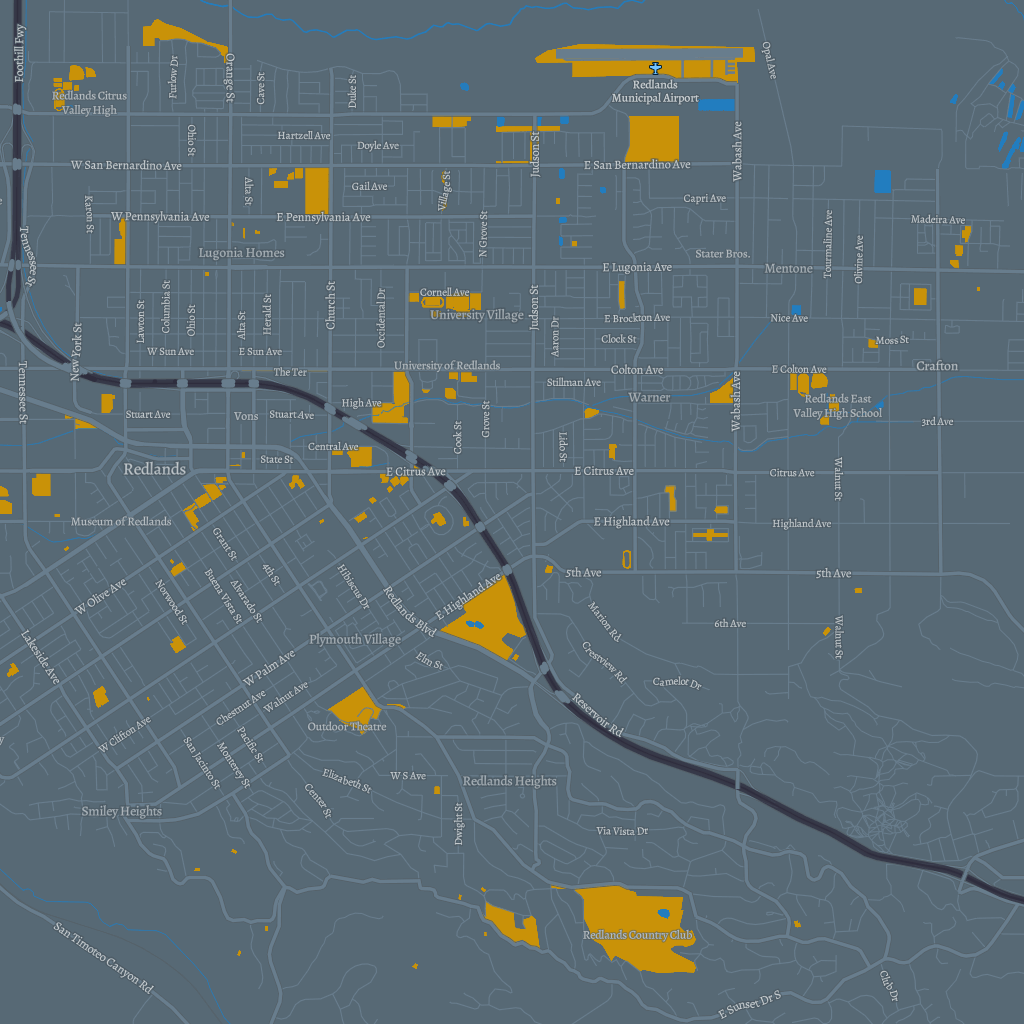 Foothill Fwy
Furlow Dr
Orange St
Cave St
Duke St
Opal Ave
Redlands
Municipal Airport
Redlands Citrus
Valley High
Ohio St
Hartzell Ave
Doyle Ave
Judson St
Wabash Ave
W San Bernardino Ave
E San Bernardino Ave
Karon St
Alta St
Gail Ave
Village St
Capri Ave
W Pennsylvania Ave
E Pennsylvania Ave
N Grove St
Tourmaline Ave
Olivine Ave
Madeira Ave
Tennessee St
Lugonia Homes
Stater Bros.
E Lugonia Ave
Mentone
Cornell Ave
Lawton St
Columbia St
Ohio St
Alta St
Herald St
Church St
Occidental Dr
University Village
Judson St
Aaron Dr
E Brockton Ave
Nice Ave
Clock St
Moss St
New York St
W Sun Ave
E Sun Ave
The Ter
University of Redlands
Colton Ave
E Colton Ave
Crafton
Stillman Ave
Tennessee St
High Ave
Warner
Wabash Ave
Redlands East
Valley High School
Stuart Ave
Vons
Stuart Ave
Grove St
Cook St
3rd Ave
Central Ave
Lido St
State St
Redlands
E Citrus Ave
E Citrus Ave
Citrus Ave
Walnut St
Museum of Redlands
E Highland Ave
Highland Ave
Grant St
4th St
5th Ave
5th Ave
W Olive Ave
Norwood St
Buena Vista St
Alvarado St
Hibiscus Dr
Redlands Blvd
E Highland Ave
Marion Rd
6th Ave
Walnut St
Lakeside Ave
Plymouth Village
Elm St
Crestview Rd
Camelor Dr
W Palm Ave
Chestnut Ave
Walnut Ave
Reservoir Rd
Outdoor Theatre
W Clifton Ave
Pacific St
San Jacinto St
Monterey St
Elizabeth St
W S Ave
Redlands Heights
Center St
Smiley Heights
Dwight St
Via Vista Dr
San Timoteo Canyon Rd
Redlands Country Club
Club Dr
E Sunset Dr S